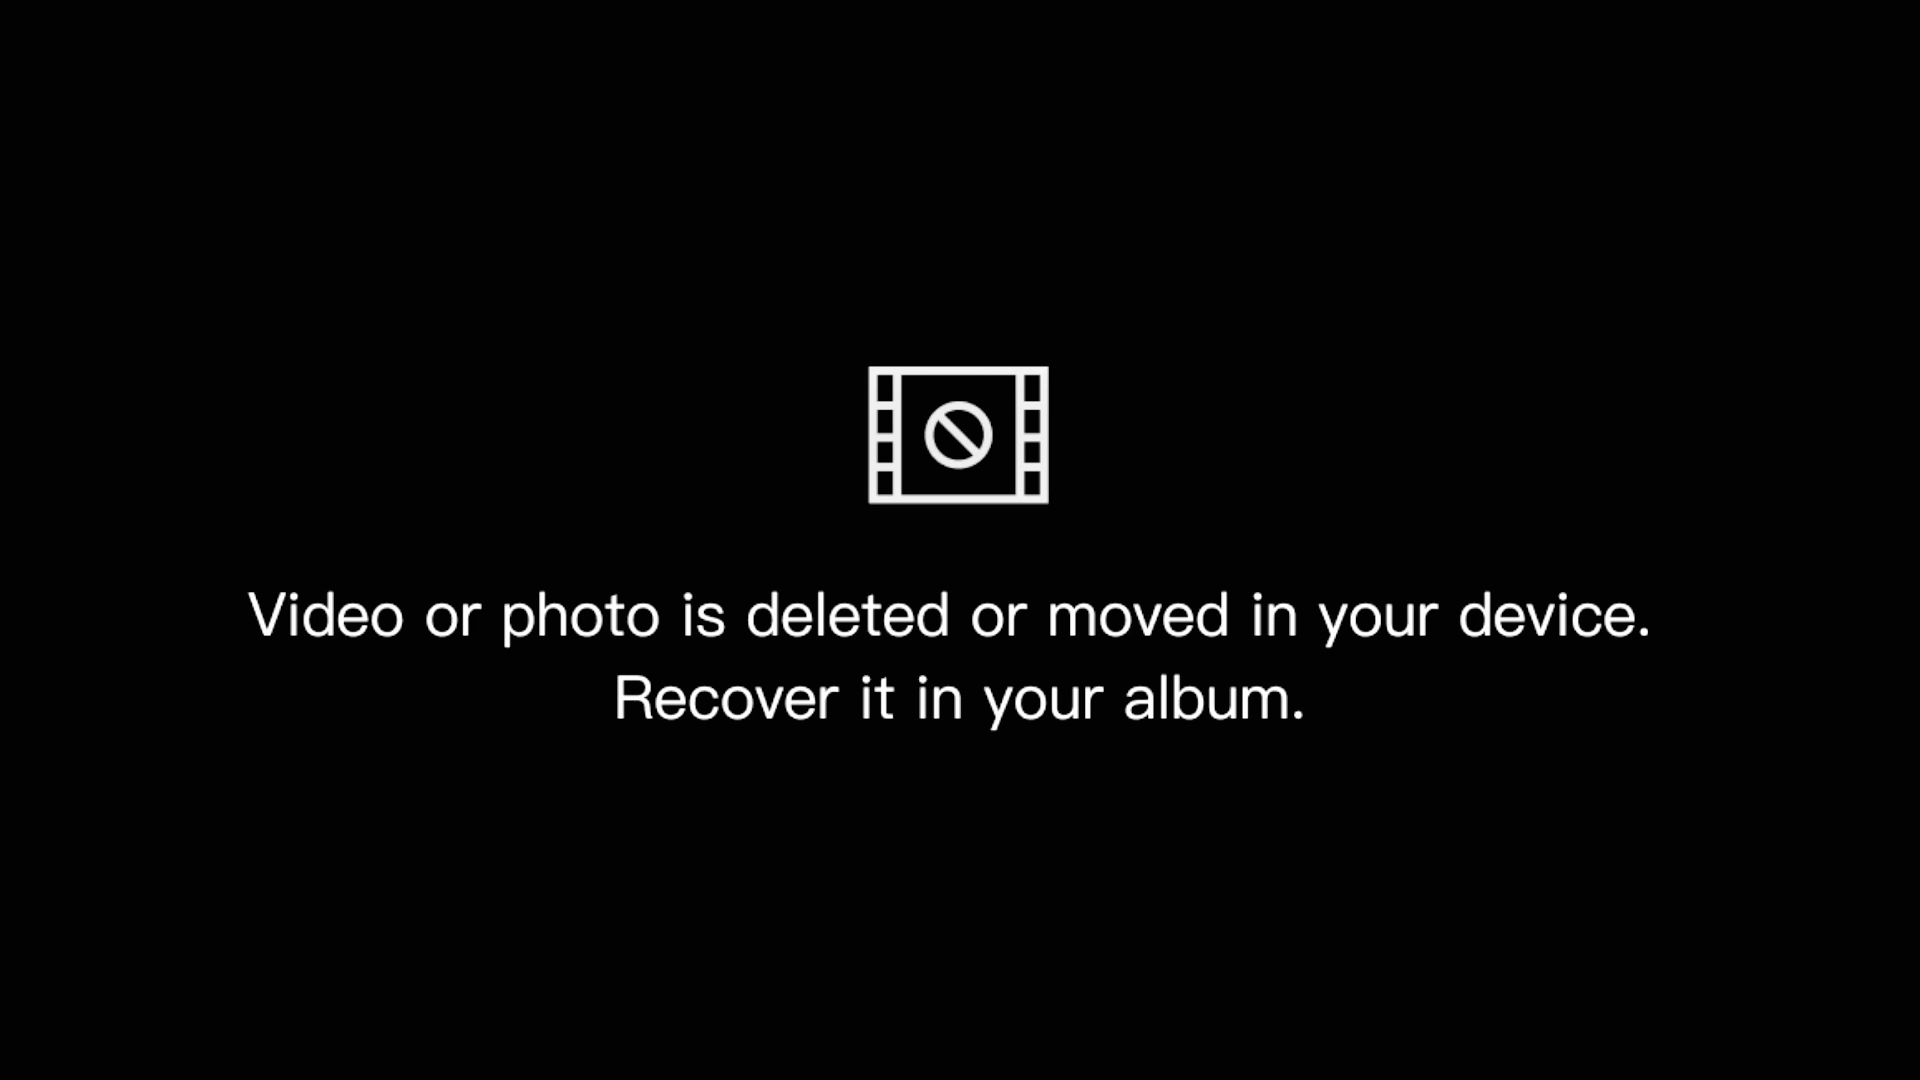 Video or photo is deleted or moved in your device.
Recover it in your album.